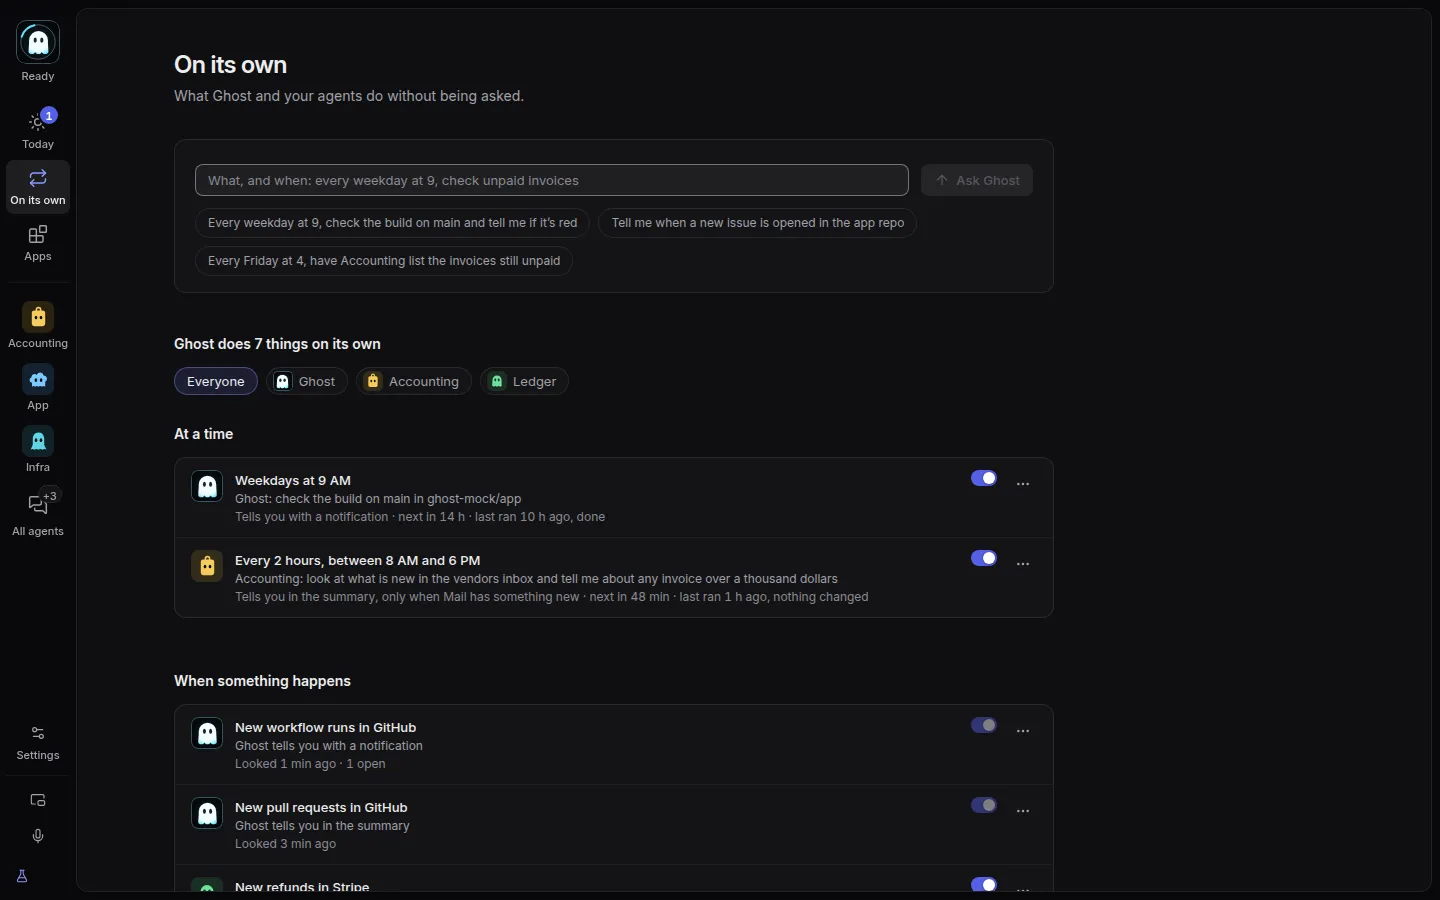 Ready
1
Today
On its own
Apps
Accounting
App
Infra
+3
All agents
Settings
On its own
What Ghost and your agents do without being asked.
What, and when: every weekday at 9, check unpaid invoices
Ask Ghost
Every weekday at 9, check the build on main and tell me if it's red
Tell me when a new issue is opened in the app repo
Every Friday at 4, have Accounting list the invoices still unpaid
Ghost does 7 things on its own
Everyone
Ghost
Accounting
Ledger
At a time
Weekdays at 9 AM
Ghost: check the build on main in ghost-mock/app
Tells you with a notification · next in 14 h · last ran 10 h ago, done
Every 2 hours, between 8 AM and 6 PM
Accounting: look at what is new in the vendors inbox and tell me about any invoice over a thousand dollars
Tells you in the summary, only when Mail has something new · next in 48 min · last ran 1 h ago, nothing changed
When something happens
New workflow runs in GitHub
Ghost tells you with a notification
Looked 1 min ago · 1 open
New pull requests in GitHub
Ghost tells you in the summary
Looked 3 min ago
New refunds in Stripe